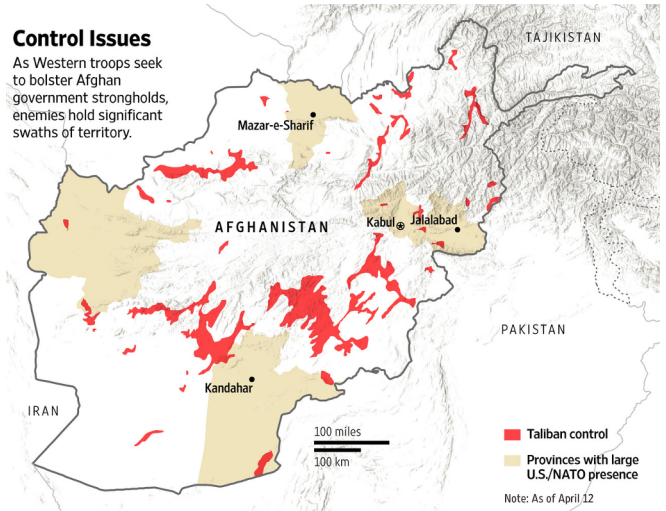 Control Issues
As Western troops seek
to bolster Afghan
government strongholds,
enemies hold significant
swaths of territory.
TAJIKISTAN
Mazar-e-Sharif
AFGHANISTAN
Kabul
Jalalabad
PAKISTAN
Kandahar
IRAN
100 miles
100 km
Taliban control
Provinces with large
U.S./NATO presence
Note: As of April 12